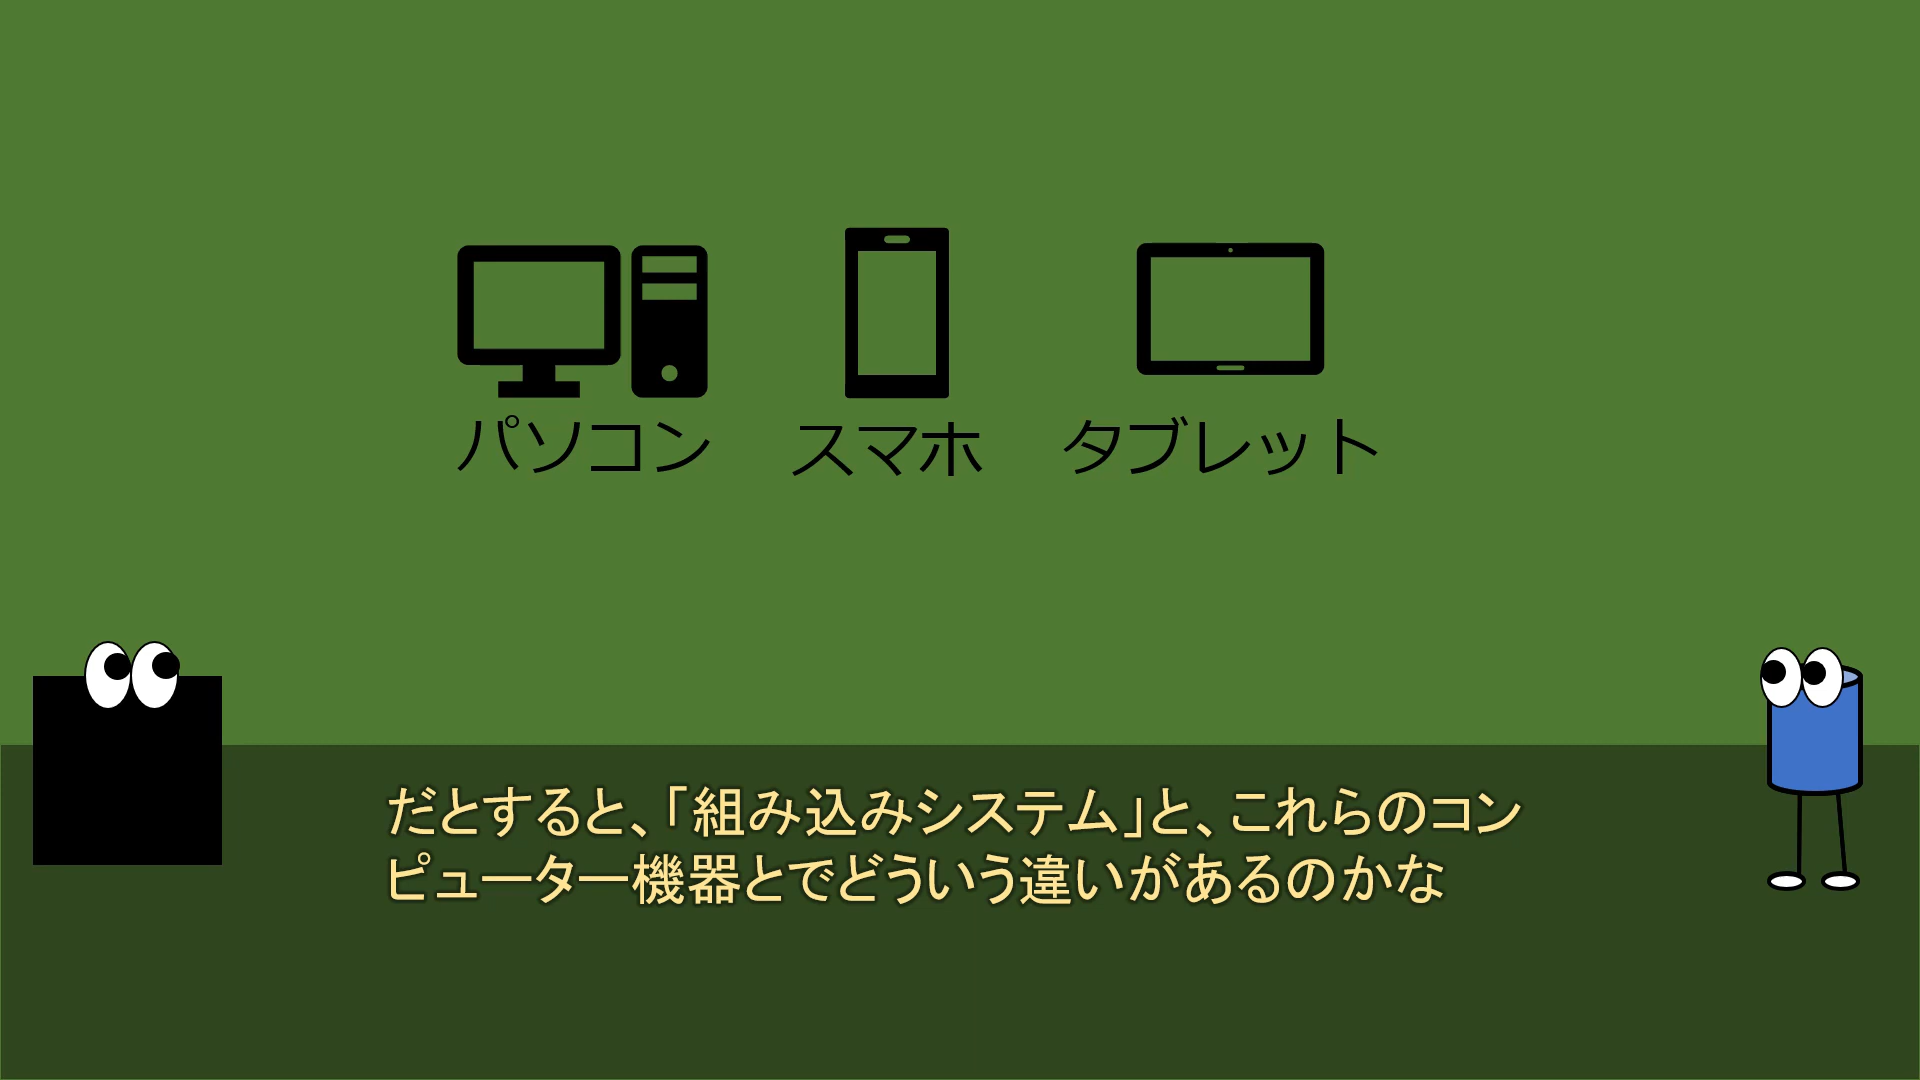 パソコン スマホ タブレット
だとすると、「組み込みシステム」と、これらのコン
ピューター機器とでどういう違いがあるのかな